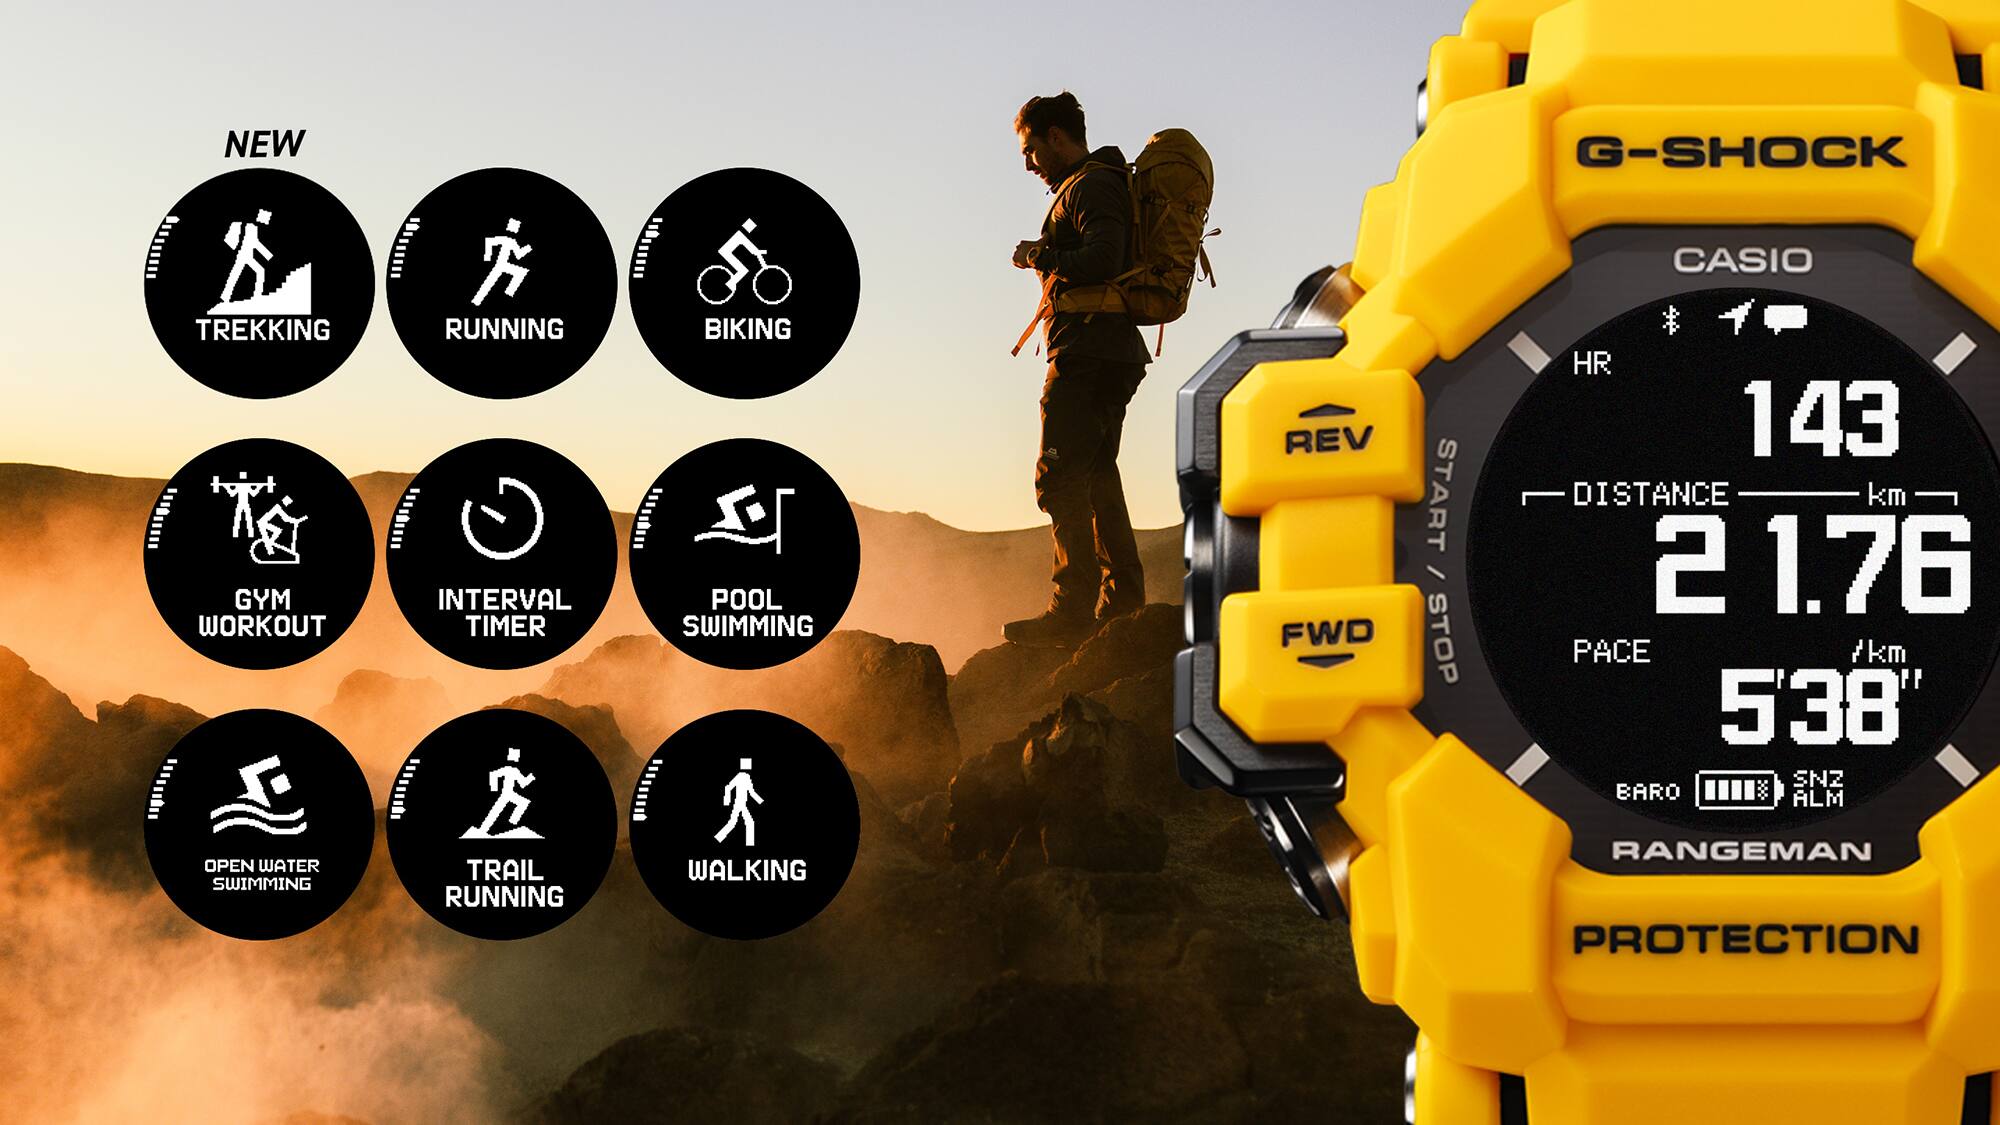 NEW
TREKKING
RUNNING
BIKING
GYM
WORKOUT
INTERVAL
TIMER
POOL
SWIMMING
OPEN WATER
SWIMMING
TRAIL
RUNNING
WALKING
G-SHOCK
CASIO
HR
143
DISTANCE km
21.76
PACE /km
5'38"
BARO SNZ
ALM
RANGEMAN
PROTECTION
REV
FWD
START / STOP